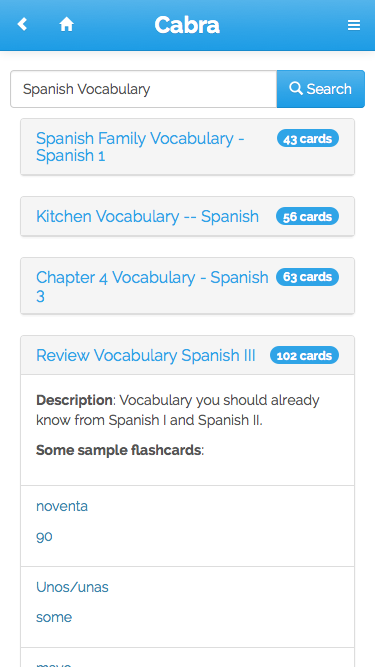 Cabra
Spanish Vocabulary
Search
Spanish Family Vocabulary -
Spanish 1
43 cards
Kitchen Vocabulary -- Spanish
56 cards
Chapter 4 Vocabulary - Spanish
3
63 cards
Review Vocabulary Spanish III
102 cards
Description: Vocabulary you should already
know from Spanish I and Spanish II.
Some sample flashcards:
noventa
90
Unos/unas
some